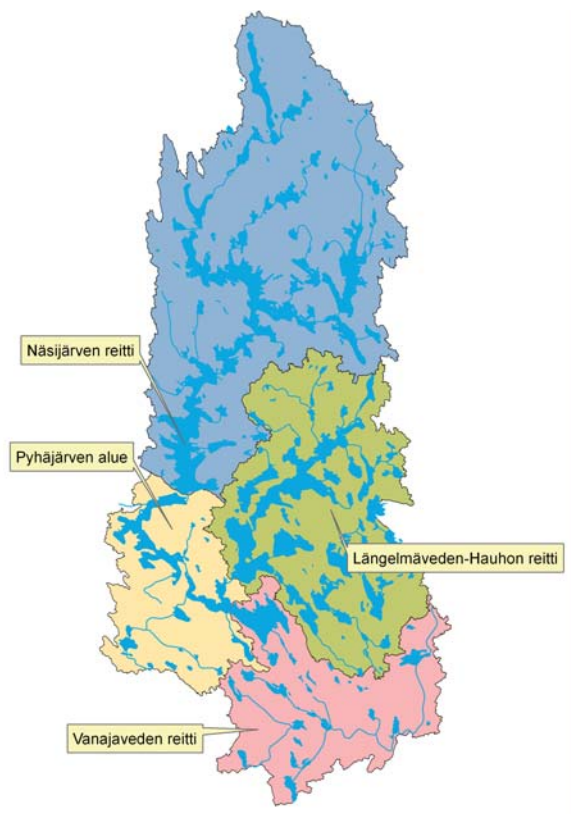 Näsijärven reitti
Pyhäjärven alue
Längelmäveden-Hauhon reitti
Vanajaveden reitti